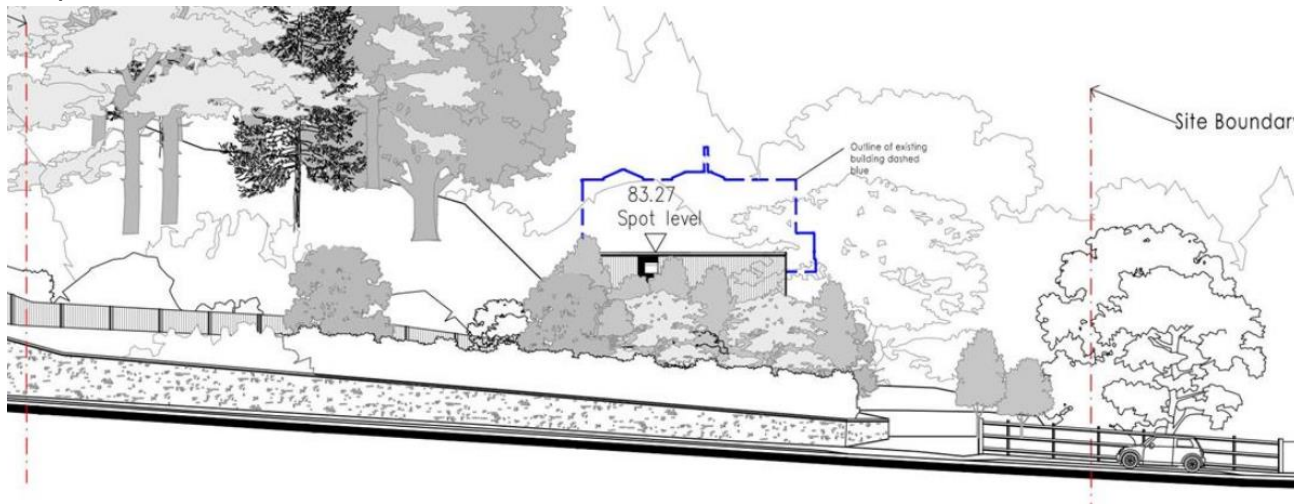 Outline of existing
building dashed
blue
Site Boundary
83.27
Spot level